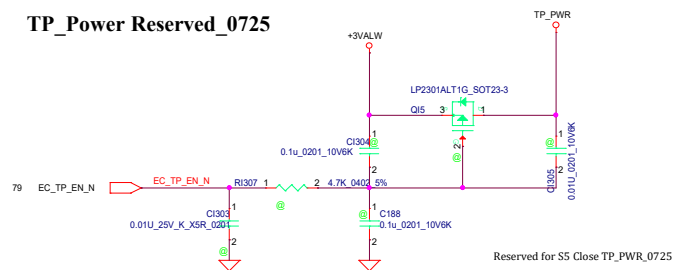 TP_Power Reserved_0725
TP_PWR
+3VALW
LP2301ALT1G_SOT23-3
QI5 3 1
1
@
CI304
0.1u_0201_10V6K
2
2
@
1
@
2
CI305
0.01U_0201_10V6K
79 EC_TP_EN_N
EC_TP_EN_N
RI307 1 2 4.7K_0402_5%
@
1
CI303
0.01U_25V_K_X5R_0201
2
@
1
@
C188
0.1u_0201_10V6K
2
Reserved for S5 Close TP_PWR_0725